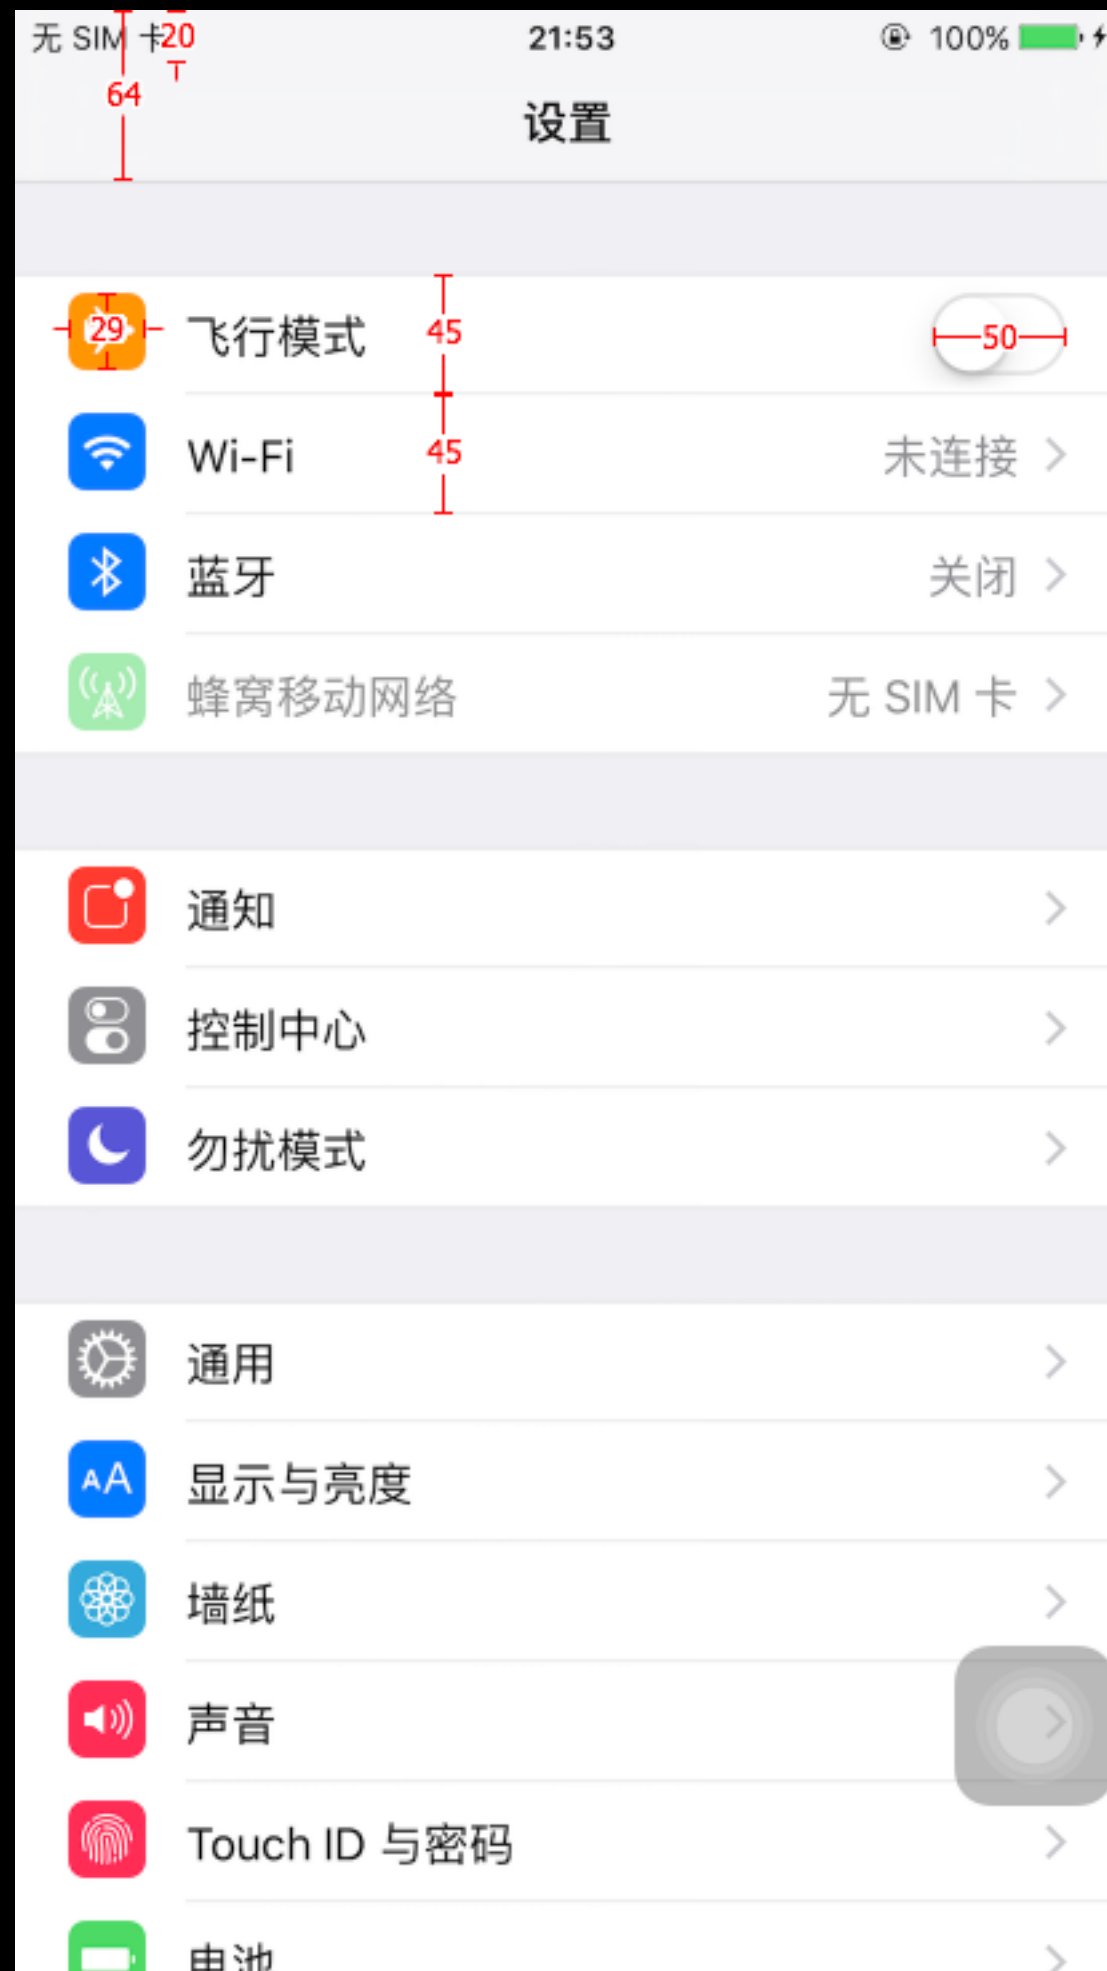 无 SIM 卡 20 21:53 100%
64
设置
29 飞行模式 45 50
Wi-Fi 45 未连接
蓝牙 关闭
蜂窝移动网络 无 SIM 卡
通知
控制中心
勿扰模式
通用
AA 显示与亮度
墙纸
声音
Touch ID 与密码
电池